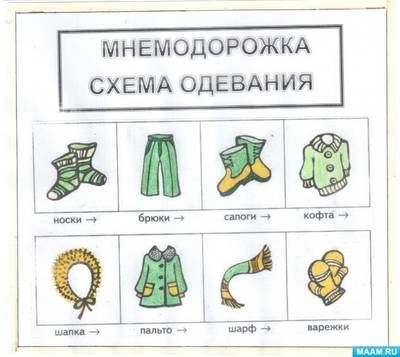 МНЕМОДОРОЖКА
СХЕМА ОДЕВАНИЯ
носки → брюки → сапоги → кофта →
шапка → пальто → шарф → варежки
MAAM.RU